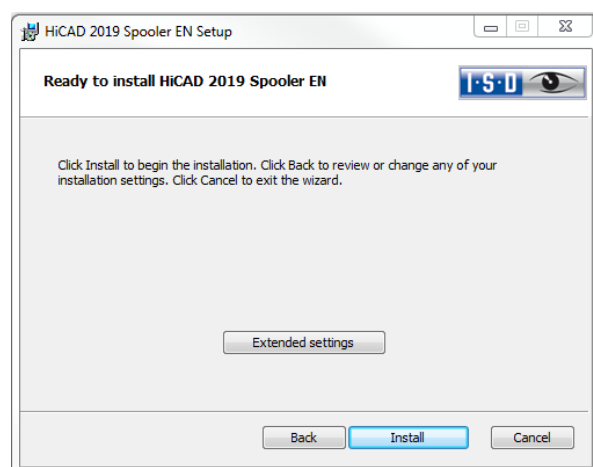 HiCAD 2019 Spooler EN Setup
Ready to install HiCAD 2019 Spooler EN
I·S·D
Click Install to begin the installation. Click Back to review or change any of your
installation settings. Click Cancel to exit the wizard.
Extended settings
Back
Install
Cancel